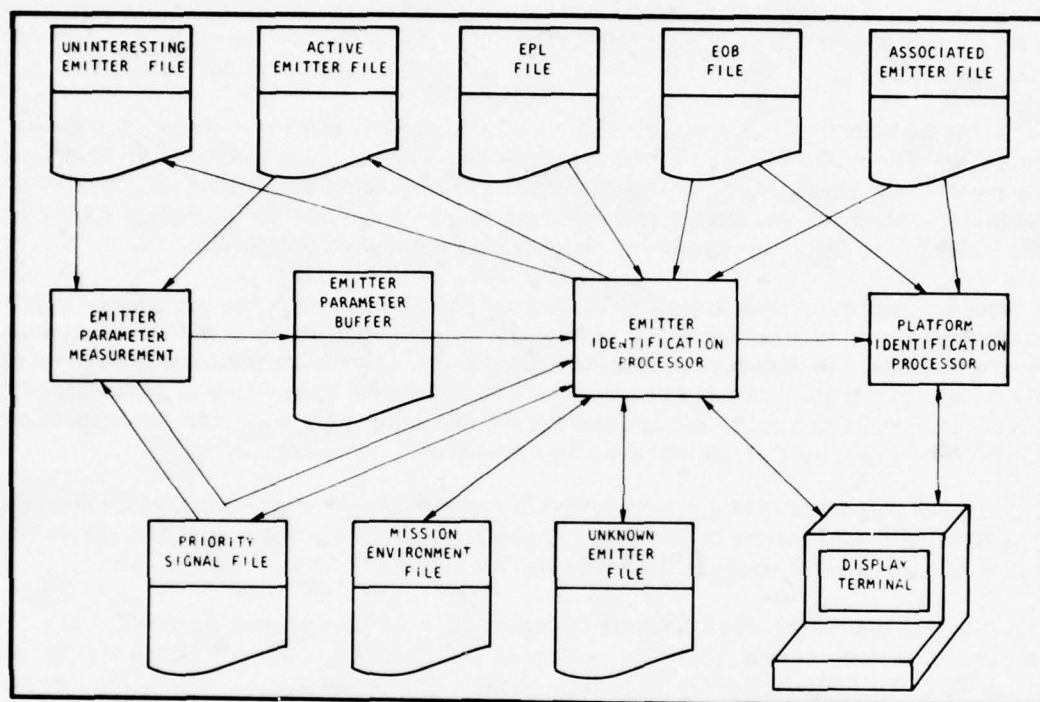 UNINTERESTING
EMITTER FILE
ACTIVE
EMITTER FILE
EPL
FILE
EOB
FILE
ASSOCIATED
EMITTER FILE
EMITTER
PARAMETER
MEASUREMENT
EMITTER
PARAMETER
BUFFER
EMITTER
IDENTIFICATION
PROCESSOR
PLATFORM
IDENTIFICATION
PROCESSOR
PRIORITY
SIGNAL FILE
MISSION
ENVIRONMENT
FILE
UNKNOWN
EMITTER
FILE
DISPLAY
TERMINAL